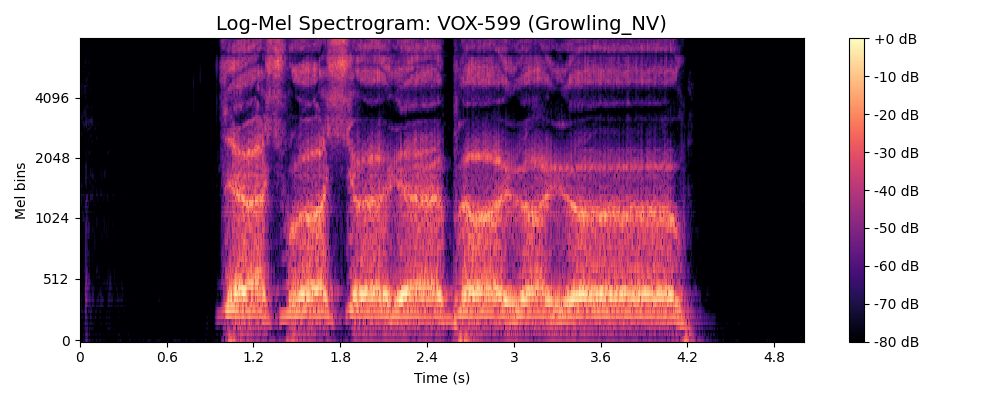 Log-Mel Spectrogram: VOX-599 (Growling_NV)
Mel bins
4096
2048
1024
512
0
0 0.6 1.2 1.8 2.4 3 3.6 4.2 4.8
Time (s)
+0 dB
-10 dB
-20 dB
-30 dB
-40 dB
-50 dB
-60 dB
-70 dB
-80 dB